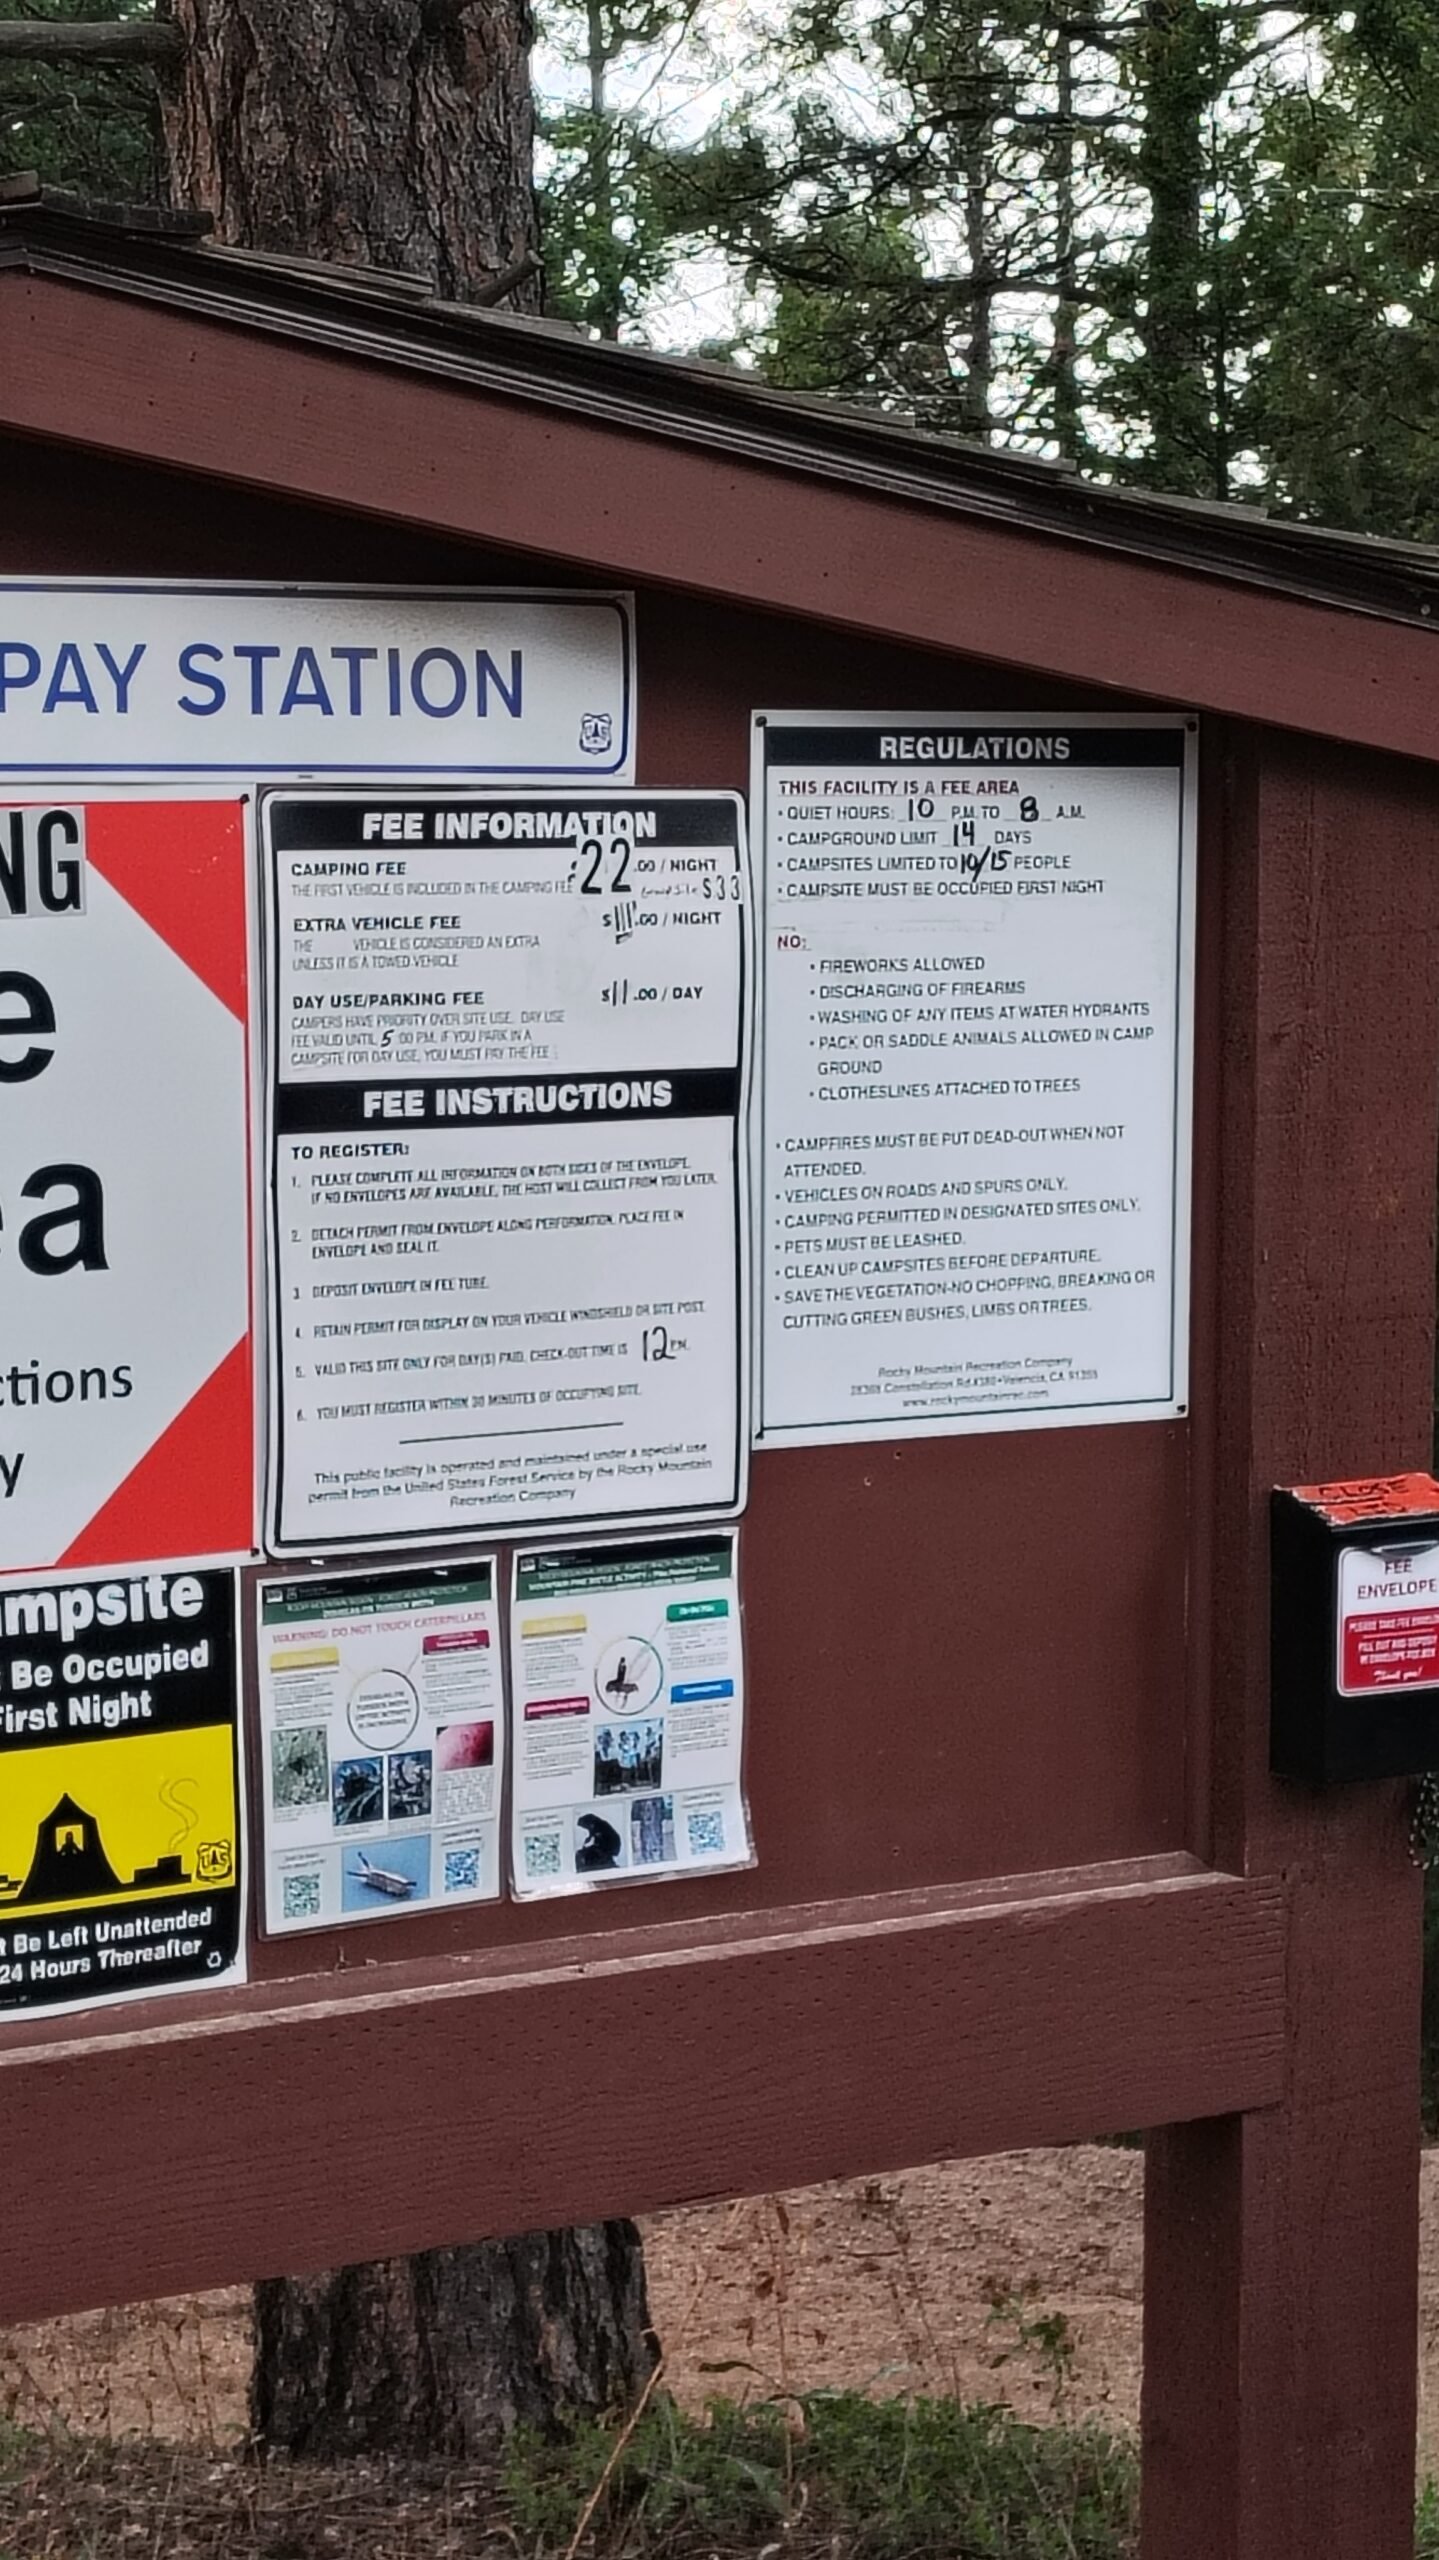 PAY STATION
NG
e
ea
ctions
y
FEE INFORMATION
CAMPING FEE $22.00 / NIGHT
THE FIRST VEHICLE IS INCLUDED IN THE CAMPING FEE $33
EXTRA VEHICLE FEE $11.00 / NIGHT
THE VEHICLE IS CONSIDERED AN EXTRA
UNLESS IT IS A TOWED VEHICLE
DAY USE/PARKING FEE $11.00 / DAY
CAMPERS HAVE PRIORITY OVER SITE USE. DAY USE
FEE VALID UNTIL 5:00 P.M. IF YOU PARK IN A
CAMPSITE FOR DAY USE, YOU MUST PAY THE FEE
FEE INSTRUCTIONS
TO REGISTER:
1. PLEASE COMPLETE ALL INFORMATION ON BOTH SIDES OF THE ENVELOPE.
IF NO ENVELOPES ARE AVAILABLE, THE HOST WILL COLLECT FROM YOU LATER.
2. DETACH PERMIT FROM ENVELOPE ALONG PERFORMATION. PLACE FEE IN
ENVELOPE AND SEAL IT.
3. DEPOSIT ENVELOPE IN FEE TUBE.
4. RETAIN PERMIT FOR DISPLAY ON YOUR VEHICLE WINDSHIELD OR SITE POST.
5. VALID THIS SITE ONLY FOR DAY(S) PAID, CHECK-OUT TIME IS 12 P.M.
6. YOU MUST REGISTER WITHIN 30 MINUTES OF OCCUPYING SITE.
This public facility is operated and maintained under a special use
permit from the United States Forest Service by the Rocky Mountain
Recreation Company
REGULATIONS
THIS FACILITY IS A FEE AREA
• QUIET HOURS: 10 P.M. TO 8 A.M.
• CAMPGROUND LIMIT 14 DAYS
• CAMPSITES LIMITED TO 10/15 PEOPLE
• CAMPSITE MUST BE OCCUPIED FIRST NIGHT
NO:
• FIREWORKS ALLOWED
• DISCHARGING OF FIREARMS
• WASHING OF ANY ITEMS AT WATER HYDRANTS
• PACK OR SADDLE ANIMALS ALLOWED IN CAMP
GROUND
• CLOTHESLINES ATTACHED TO TREES
• CAMPFIRES MUST BE PUT DEAD-OUT WHEN NOT
ATTENDED.
• VEHICLES ON ROADS AND SPURS ONLY.
• CAMPING PERMITTED IN DESIGNATED SITES ONLY.
• PETS MUST BE LEASHED.
• CLEAN UP CAMPSITES BEFORE DEPARTURE.
• SAVE THE VEGETATION-NO CHOPPING, BREAKING OR
CUTTING GREEN BUSHES, LIMBS OR TREES.
Rocky Mountain Recreation Company
Constellation Rd #380 • Valencia, CA 91355
www.rockymountainrec.com
mpsite
t Be Occupied
First Night
UAS
t Be Left Unattended
24 Hours Thereafter
WARNING: DO NOT TOUCH CATERPILLARS
FEE
ENVELOPE
Thank you!